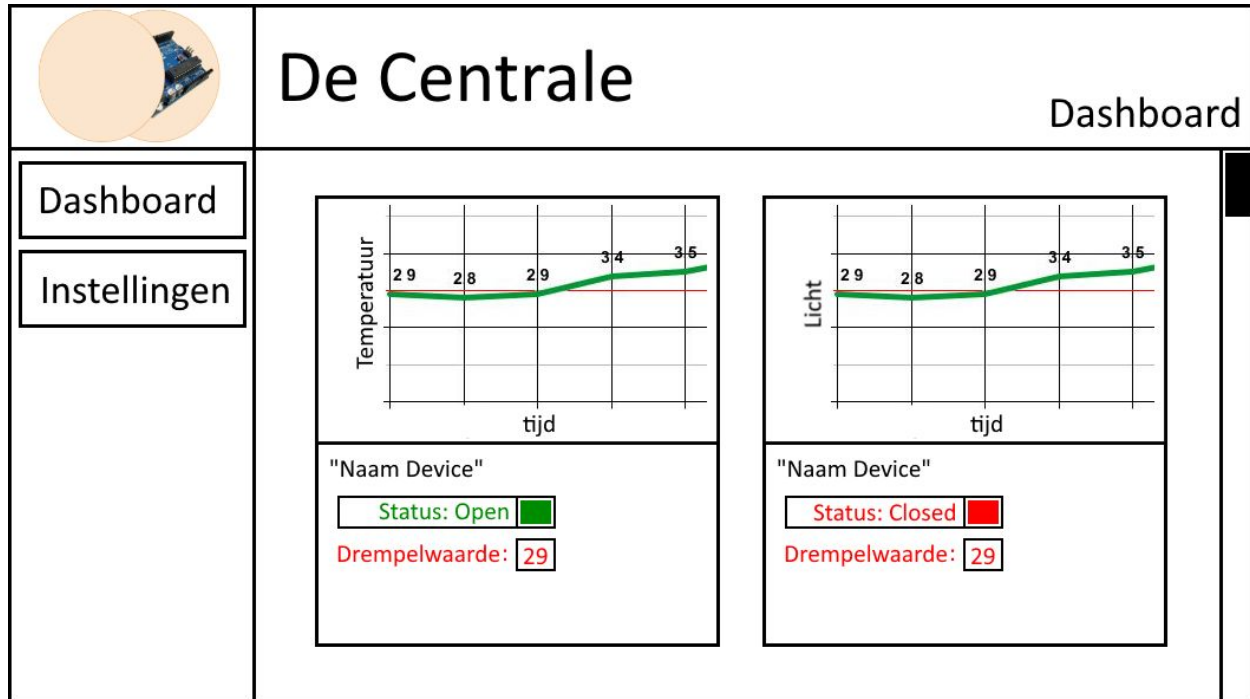 De Centrale
Dashboard
Dashboard
Instellingen
Temperatuur
29 28 29 34 35
tijd
"Naam Device"
Status: Open
Drempelwaarde: 29
Licht
29 28 29 34 35
tijd
"Naam Device"
Status: Closed
Drempelwaarde: 29